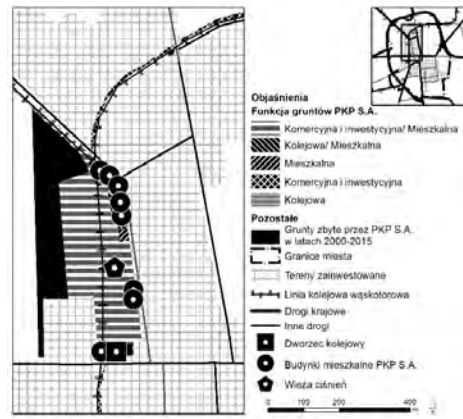 Objaśnienia
Funkcja gruntów PKP S.A.
Komercyjna i inwestycyjna/ Mieszkalna
Kolejowa/ Mieszkalna
Mieszkalna
Komercyjna i inwestycyjna
Kolejowa
Pozostałe
Grunty zbyte przez PKP S.A.
w latach 2000-2015
Granice miasta
Tereny zainwestowane
Linia kolejowa wąskotorowa
Drogi krajowe
Inne drogi
Dworzec kolejowy
Budynki mieszkalne PKP S.A.
Wieża ciśnień
0 200 400